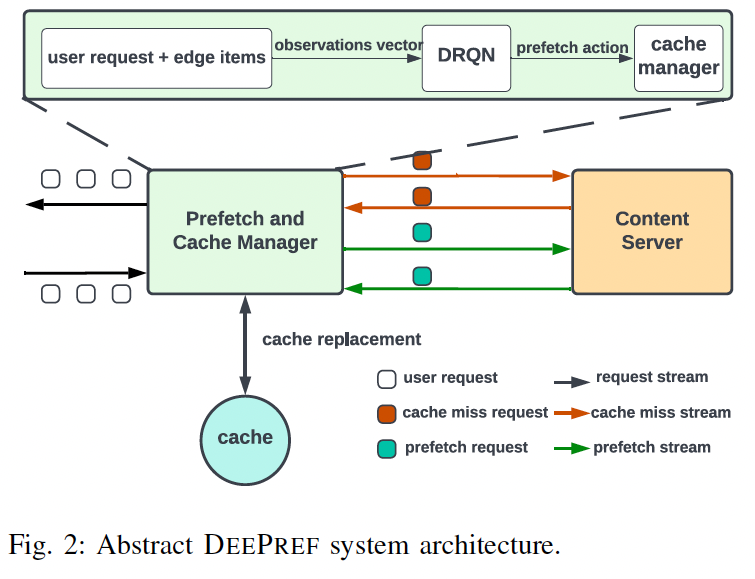 user request + edge items
observations vector
DRQN
prefetch action
cache
manager
Prefetch and
Cache Manager
Content
Server
cache replacement
cache
user request
request stream
cache miss request
cache miss stream
prefetch request
prefetch stream
Fig. 2: Abstract DEEPREF system architecture.